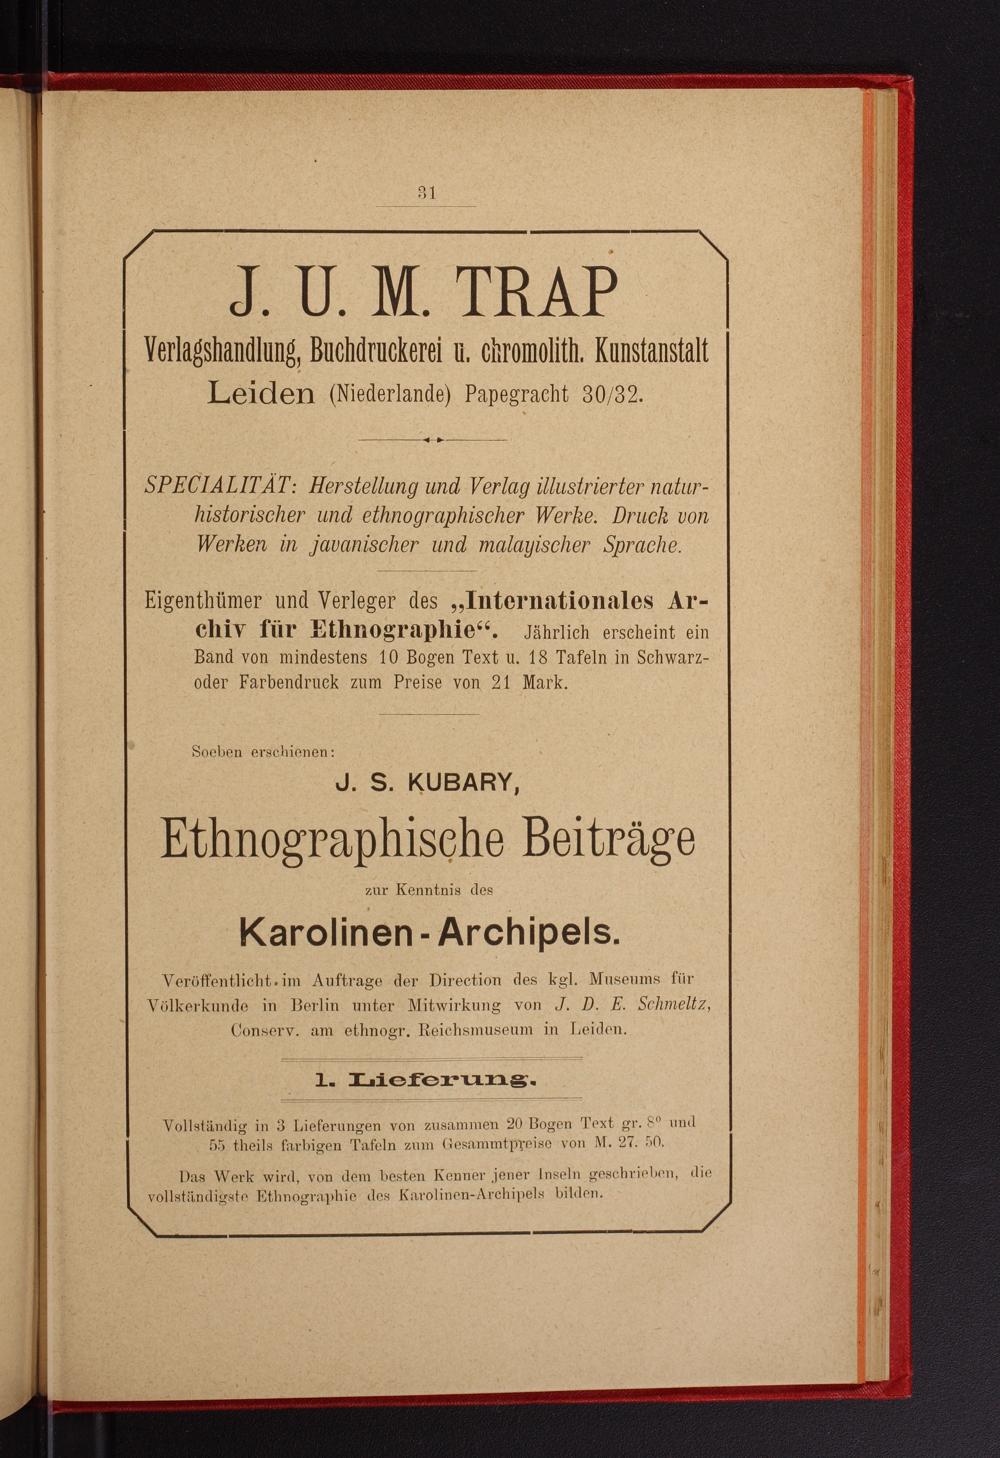 31
J. U. M. TRAP
Verlagshandlung, Buchdruckerei u. chromolith. Kunstanstalt
Leiden (Niederlande) Papegracht 30/32.
SPECIALITÄT: Herstellung und Verlag illustrierter natur-
historischer und ethnographischer Werke. Druck von
Werken in javanischer und malayischer Sprache.
Eigenthümer und Verleger des „Internationales Ar-
chiv für Ethnographie“. Jährlich erscheint ein
Band von mindestens 10 Bogen Text u. 18 Tafeln in Schwarz-
oder Farbendruck zum Preise von 21 Mark.
Soeben erschienen:
J. S. KUBARY,
Ethnographische Beiträge
zur Kenntnis des
Karolinen-Archipels.
Veröffentlicht im Auftrage der Direction des kgl. Museums für
Völkerkunde in Berlin unter Mitwirkung von J. D. E. Schmeltz,
Conserv. am ethnogr. Reichsmuseum in Leiden.
1. Lieferung.
Vollständig in 3 Lieferungen von zusammen 20 Bogen Text gr. 8º und
55 theils farbigen Tafeln zum Gesammtpreise von M. 27. 50.
Das Werk wird, von dem besten Kenner jener Inseln geschrieben, die
vollständigste Ethnographie des Karolinen-Archipels bilden.